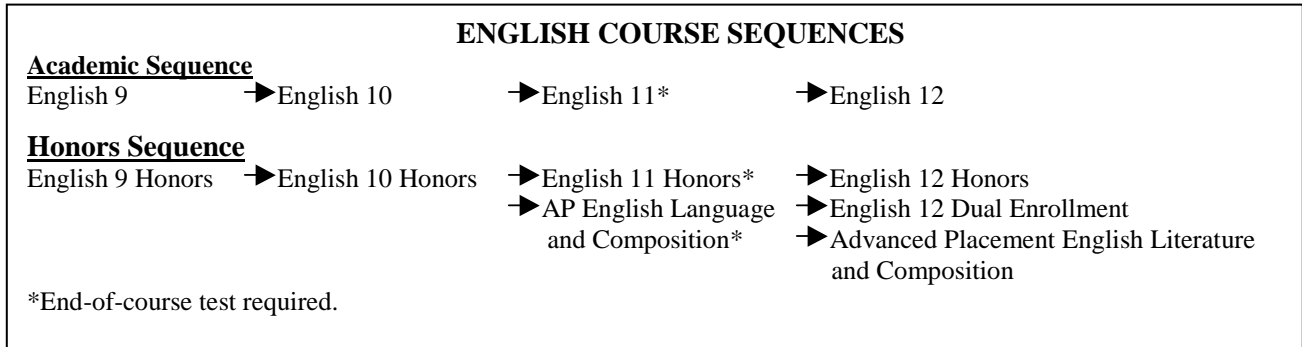 ENGLISH COURSE SEQUENCES
Academic Sequence
English 9 English 10 English 11* English 12
Honors Sequence
English 9 Honors English 10 Honors English 11 Honors* English 12 Honors
AP English Language English 12 Dual Enrollment
and Composition* Advanced Placement English Literature
and Composition
*End-of-course test required.